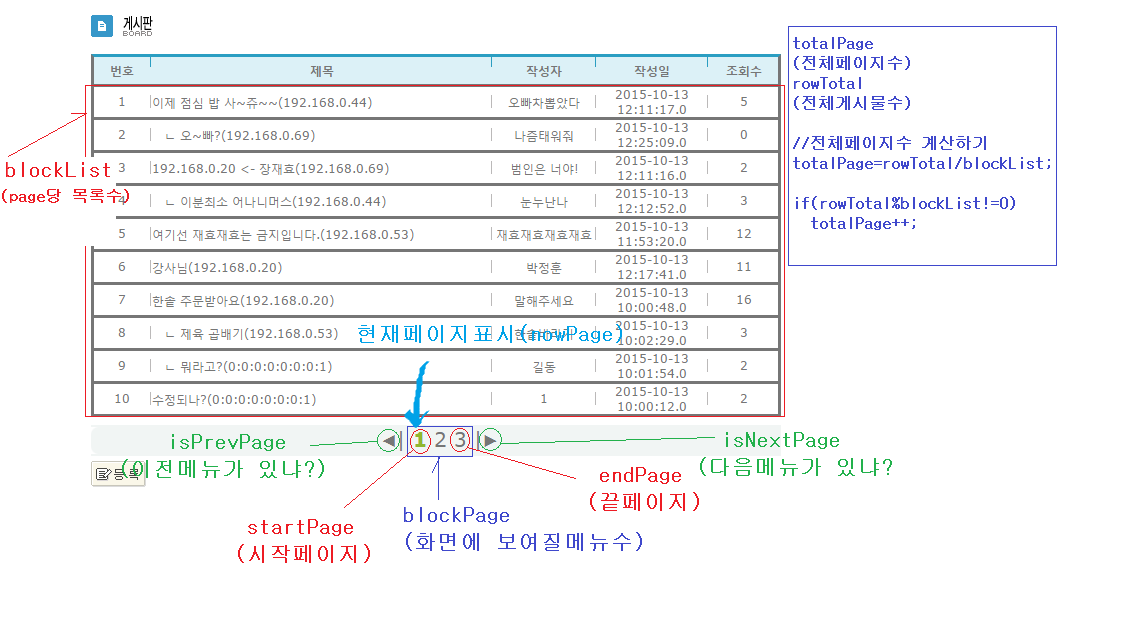 게시판
BOARD
번호 제목 작성자 작성일 조회수
1 이제 점심 밥 사~쥬~~(192.168.0.44) 오빠차뽑았다 2015-10-13 12:11:17.0 5
2 ㄴ 오~빠?(192.168.0.69) 나좀태워줘 2015-10-13 12:25:09.0 0
3 192.168.0.20 <- 장재효(192.168.0.69) 범인은 너야! 2015-10-13 12:11:16.0 2
4 ㄴ 이분최소 어나니머스(192.168.0.44) 눈누난나 2015-10-13 12:12:52.0 3
5 여기선 재효재효는 금지입니다.(192.168.0.53) 재효재효재효재효 2015-10-13 11:53:20.0 12
6 강사님(192.168.0.20) 박정훈 2015-10-13 12:17:41.0 11
7 한솥 주문받아요(192.168.0.20) 말해주세요 2015-10-13 10:00:48.0 16
8 ㄴ 제육 곱배기(192.168.0.53) 2015-10-13 10:02:29.0 3
9 ㄴ 뭐라고?(0:0:0:0:0:0:0:1) 길동 2015-10-13 10:01:54.0 2
10 수정되나?(0:0:0:0:0:0:0:1) 1 2015-10-13 10:00:12.0 2
blockList
(page당 목록수)
현재페이지표시(rowPage)
◀ 1 2 3 ▶
isPrevPage
(이전메뉴가 있냐?)
등록
isNextPage
(다음메뉴가 있냐?
endPage
(끝페이지)
startPage
(시작페이지)
blockPage
(화면에 보여질메뉴수)
totalPage
(전체페이지수)
rowTotal
(전체게시물수)
//전체페이지수 계산하기
totalPage=rowTotal/blockList;
if(rowTotal%blockList!=0)
totalPage++;